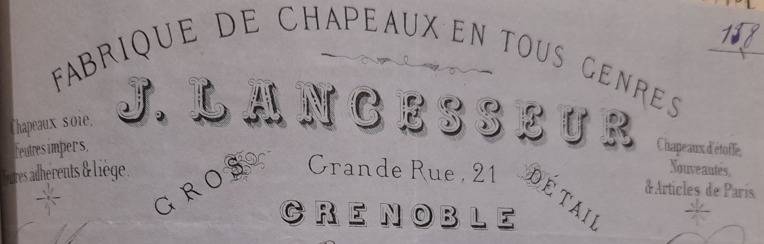 158
FABRIQUE DE CHAPEAUX EN TOUS GENRES
J. LANCESSEUR
Chapeaux soie,
Feutres impers,
adhérents & liège.
Chapeaux d'étoffe,
Nouveautés,
& Articles de Paris.
GROS
Grande Rue, 21
DÉTAIL
GRENOBLE